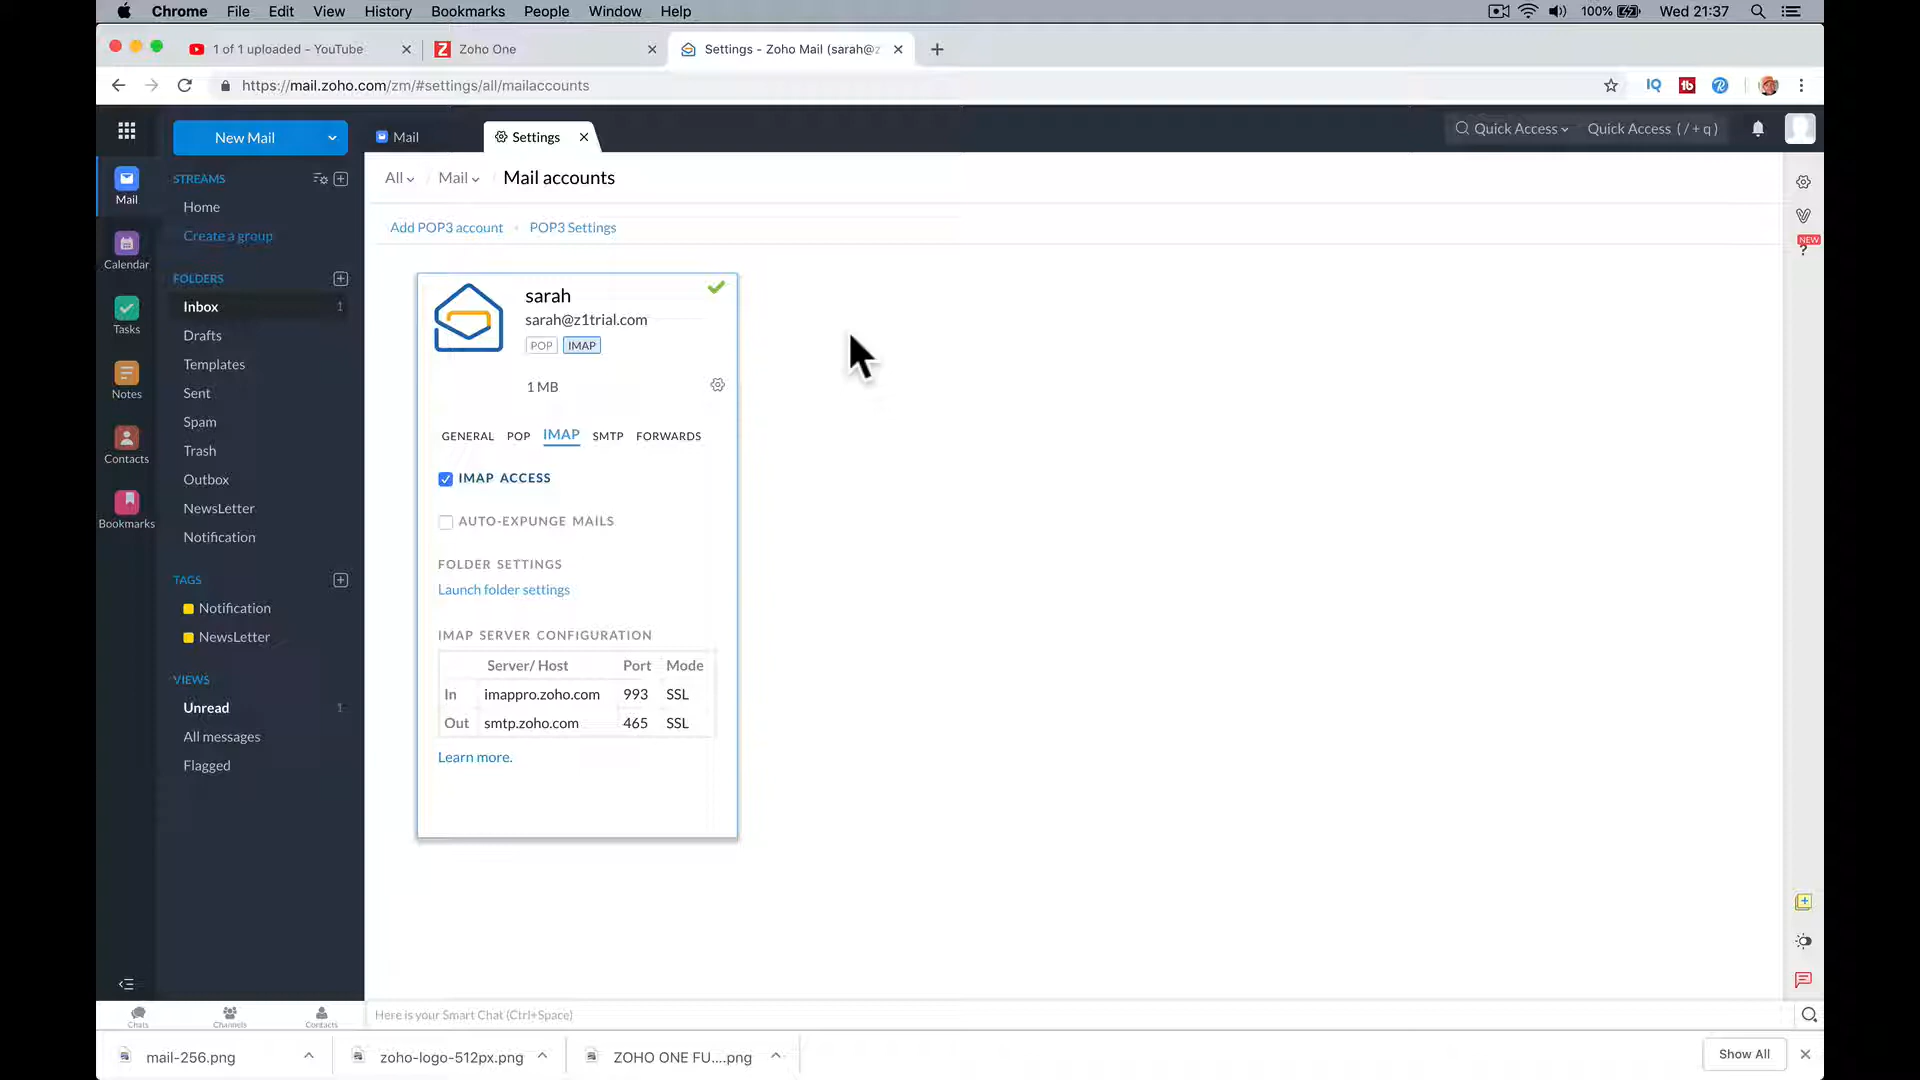 Chrome File Edit View History Bookmarks People Window Help 100% Wed 21:37
1 of 1 uploaded - YouTube Zoho One Settings - Zoho Mail (sarah@z
https://mail.zoho.com/zm/#settings/all/mailaccounts IQ tb
New Mail Mail Settings Quick Access Quick Access ( / + q )
STREAMS
Home
Create a group
FOLDERS
Inbox 1
Drafts
Templates
Sent
Spam
Trash
Outbox
NewsLetter
Notification
TAGS
Notification
NewsLetter
VIEWS
Unread 1
All messages
Flagged
Mail
Calendar
Tasks
Notes
Contacts
Bookmarks
All / Mail / Mail accounts
Add POP3 account POP3 Settings
NEW
?
sarah
sarah@z1trial.com
POP IMAP
1 MB
GENERAL POP IMAP SMTP FORWARDS
IMAP ACCESS
AUTO-EXPUNGE MAILS
FOLDER SETTINGS
Launch folder settings
IMAP SERVER CONFIGURATION
Server/ Host Port Mode
In imappro.zoho.com 993 SSL
Out smtp.zoho.com 465 SSL
Learn more.
Chats Channels Contacts Here is your Smart Chat (Ctrl+Space)
mail-256.png zoho-logo-512px.png ZOHO ONE FU....png Show All